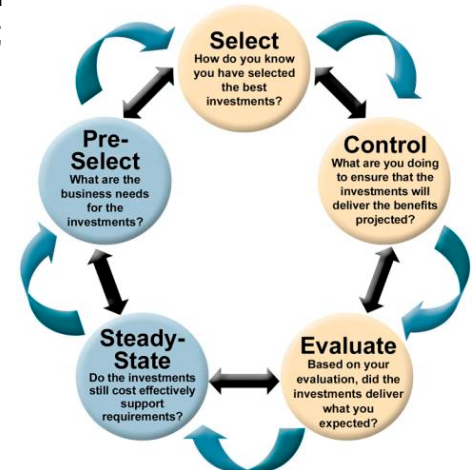 Select
How do you know
you have selected
the best
investments?
Pre-
Select
What are the
business needs
for the
investments?
Control
What are you doing
to ensure that the
investments will
deliver the benefits
projected?
Steady-
State
Do the investments
still cost effectively
support
requirements?
Evaluate
Based on your
evaluation, did the
investments deliver
what you
expected?